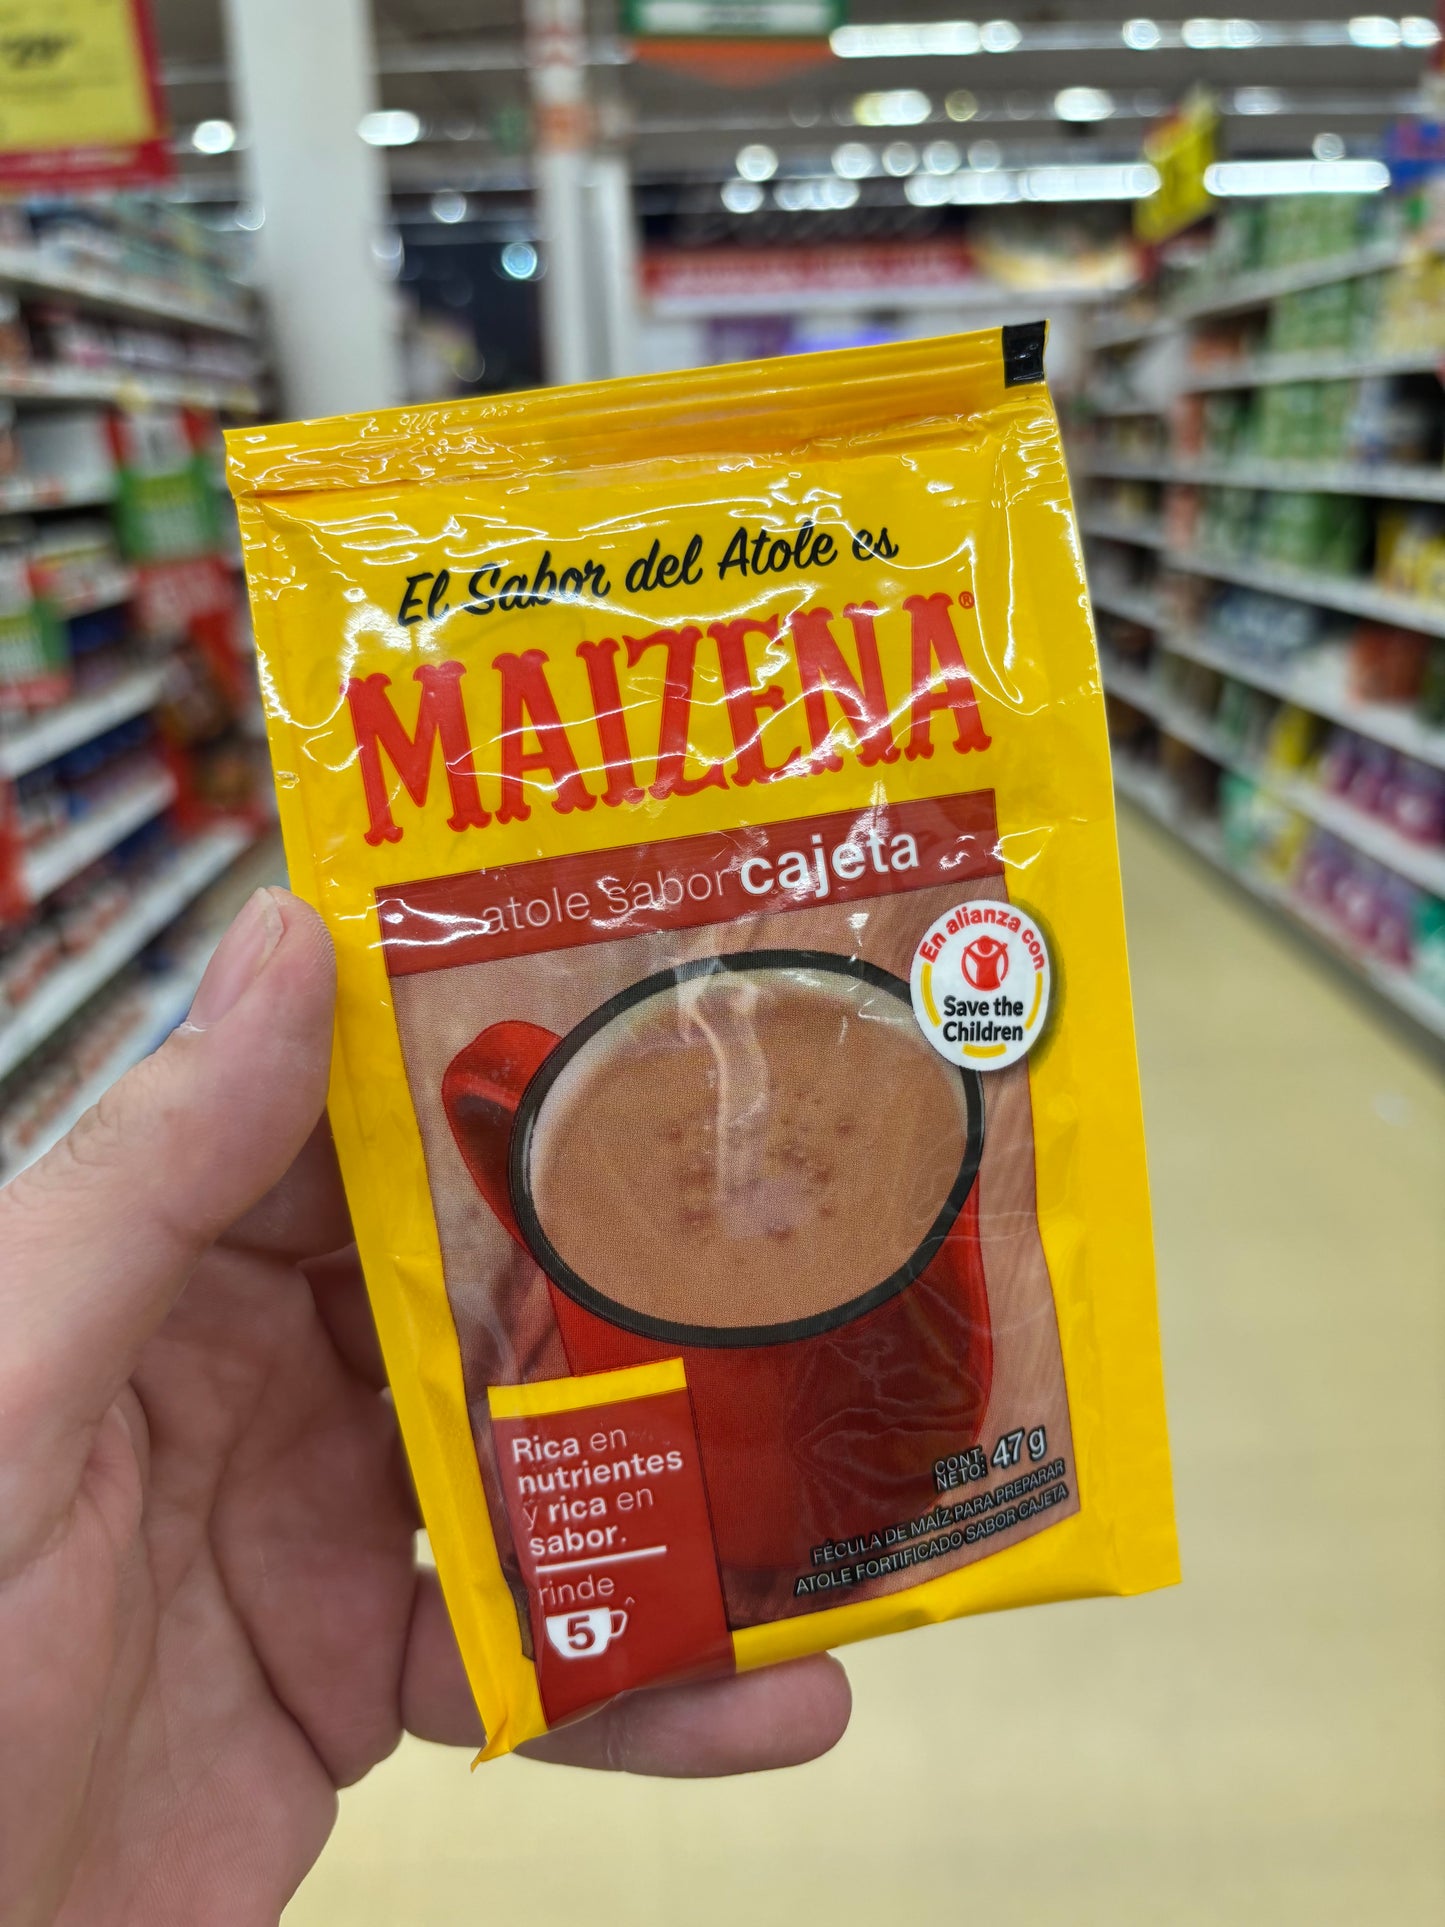 El Sabor del Atole es
MAIZENA®
atole sabor cajeta
En alianza con
Save the
Children
Rica en
nutrientes
y rica en
sabor.
rinde
5
CONT.
NETO: 47 g
FÉCULA DE MAÍZ PARA PREPARAR
ATOLE FORTIFICADO SABOR CAJETA